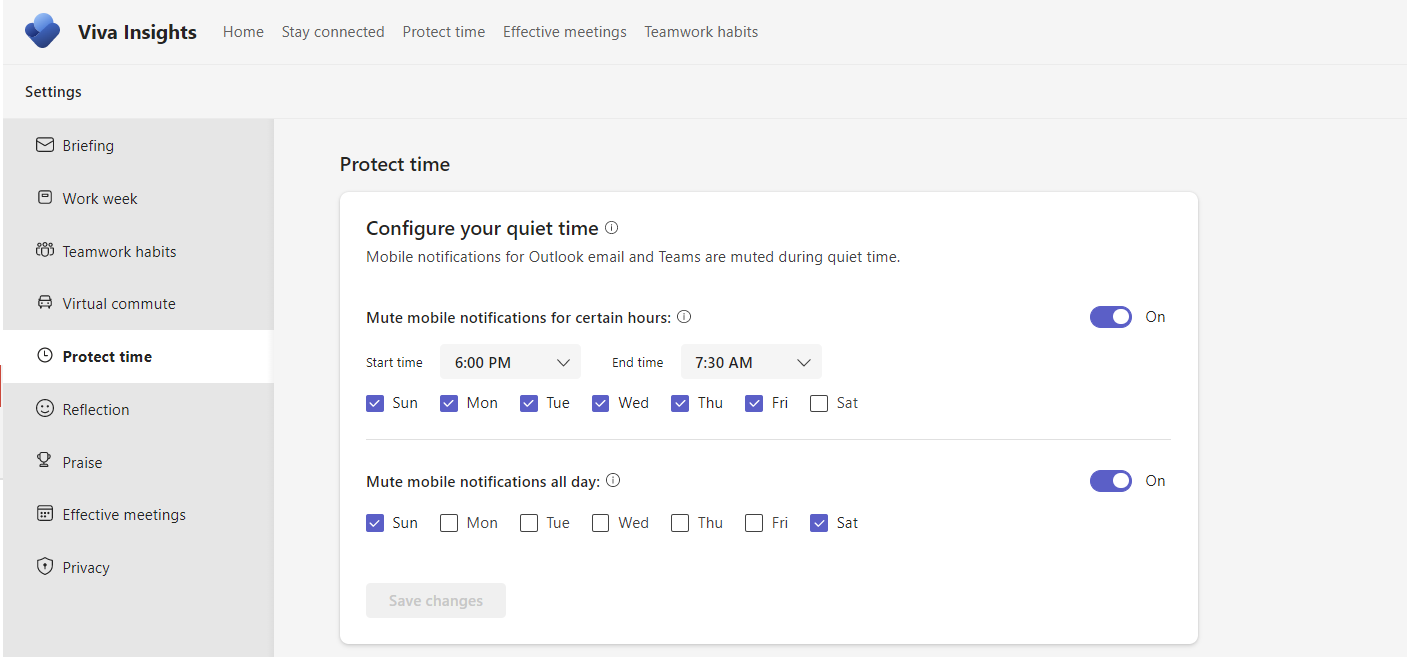 Viva Insights Home Stay connected Protect time Effective meetings Teamwork habits
Settings
Briefing
Work week
Teamwork habits
Virtual commute
Protect time
Reflection
Praise
Effective meetings
Privacy
Protect time
Configure your quiet time
Mobile notifications for Outlook email and Teams are muted during quiet time.
Mute mobile notifications for certain hours: On
Start time 6:00 PM End time 7:30 AM
Sun Mon Tue Wed Thu Fri Sat
Mute mobile notifications all day: On
Sun Mon Tue Wed Thu Fri Sat
Save changes